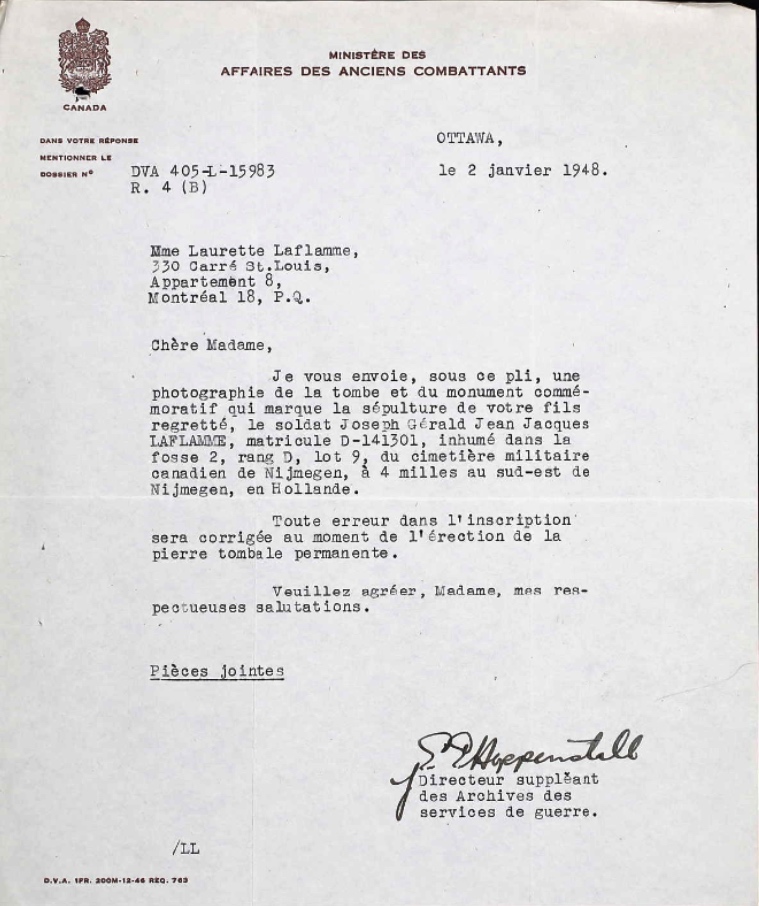 MINISTÈRE DES
AFFAIRES DES ANCIENS COMBATTANTS
CANADA
DANS VOTRE RÉPONSE
MENTIONNER LE
DOSSIER Nº
DVA 405-L-15983
R. 4 (B)
OTTAWA,
le 2 janvier 1948.
Mme Laurette Laflamme,
330 Carré St.Louis,
Appartement 8,
Montréal 18, P.Q.
Chère Madame,
Je vous envoie, sous ce pli, une
photographie de la tombe et du monument commé-
moratif qui marque la sépulture de votre fils
regretté, le soldat Joseph Gérald Jean Jacques
LAFLAMME, matricule D-141301, inhumé dans la
fosse 2, rang D, lot 9, du cimetière militaire
canadien de Nijmegen, à 4 milles au sud-est de
Nijmegen, en Hollande.
Toute erreur dans l'inscription
sera corrigée au moment de l'érection de la
pierre tombale permanente.
Veuillez agréer, Madame, mes res-
pectueuses salutations.
Pièces jointes
Hoppenstall
Directeur suppléant
des Archives des
services de guerre.
/LL
D.V.A. 1FR. 200M-12-46 REQ. 763